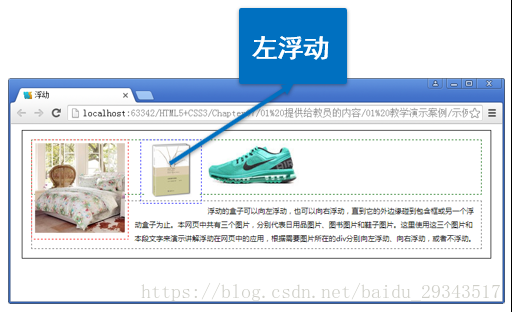 左浮动
浮动
localhost:63342/HTML5+CSS3/Chapter07/01%20提供给教员的内容/01%20教学演示案例/示例
浮动的盒子可以向左浮动，也可以向右浮动，直到它的外边缘碰到包含框或另一个浮
动盒子为止。本网页中共有三个图片，分别代表日用品图片、图书图片和鞋子图片。这里使用这三个图片和
本段文字来演示讲解浮动在网页中的应用，根据需要图片所在的div分别向左浮动、向右浮动，或者不浮动。
https://blog.csdn.net/baidu_29343517